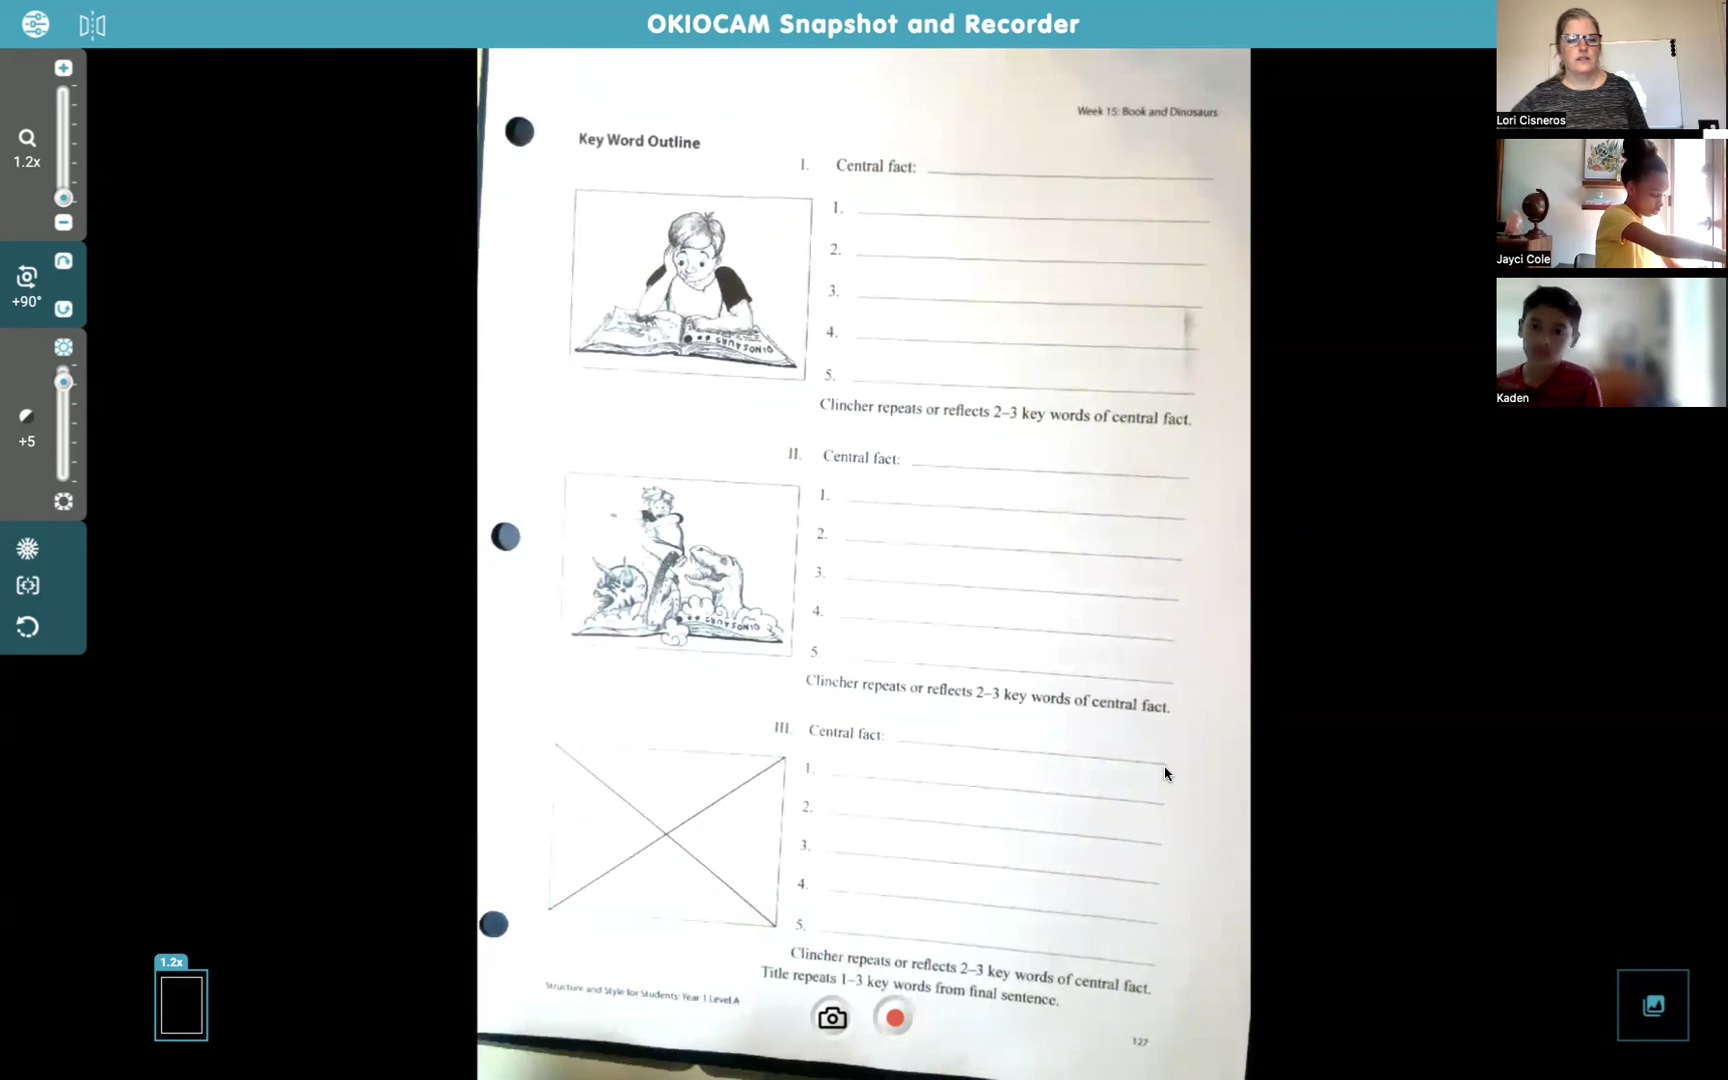 OKIOCAM Snapshot and Recorder
1.2x
+90°
+5
1.2x
Lori Cisneros
Jayci Cole
Kaden
Week 15: Book and Dinosaurs
Key Word Outline
I. Central fact:
1.
2.
3.
4.
5.
DINOSAURS
Clincher repeats or reflects 2–3 key words of central fact.
II. Central fact:
1.
2.
3.
4.
5
DINOSAURS
Clincher repeats or reflects 2–3 key words of central fact.
III. Central fact:
1.
2.
3.
4.
5.
Clincher repeats or reflects 2–3 key words of central fact.
Title repeats 1–3 key words from final sentence.
Structure and Style for Students: Year 1 Level A
127